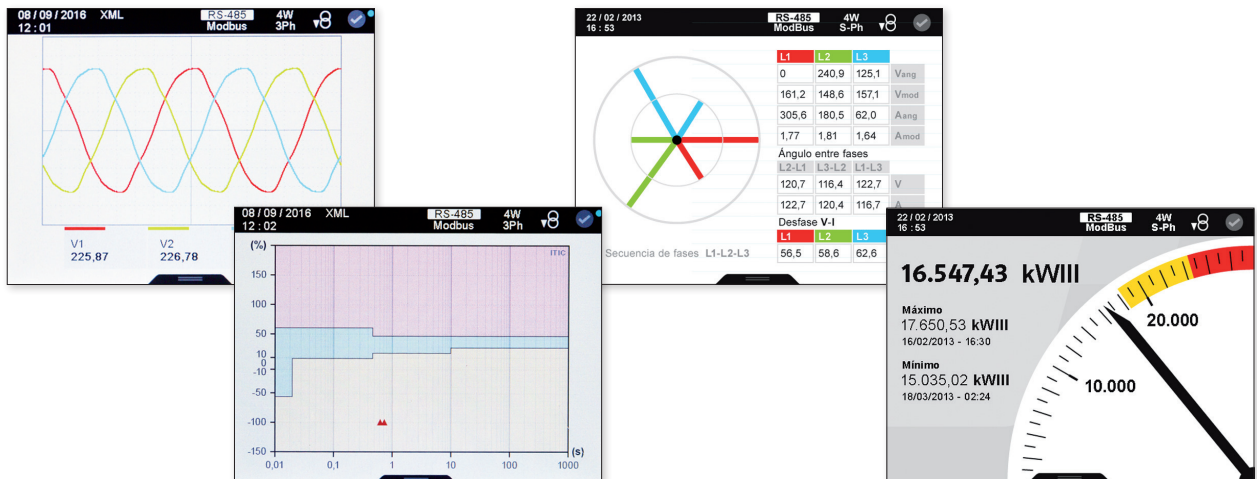 08 / 09 / 2016 XML RS-485 4W
12 : 01 Modbus 3Ph
V1 V2
225,87 226,78
22 / 02 / 2013 RS-485 4W
16 : 53 ModBus S-Ph
L1 L2 L3
0 240,9 125,1 Vang
161,2 148,6 157,1 Vmod
305,6 180,5 62,0 Aang
1,77 1,81 1,64 Amod
Ángulo entre fases
L2-L1 L3-L2 L1-L3
120,7 116,4 122,7 V
122,7 120,4 116,7 A
Desfase V-I
L1 L2 L3
56,5 58,6 62,6
Secuencia de fases L1-L2-L3
08 / 09 / 2016 XML RS-485 4W
12 : 02 Modbus 3Ph
(%)
ITIC
150
100
50
10
0
-10
-50
-100
-150
(s)
0,01 0,1 1 10 100 1000
22 / 02 / 2013 RS-485 4W
16 : 53 ModBus S-Ph
16.547,43 kWIII
Máximo
17.650,53 kWIII
16/02/2013 - 16:30
Mínimo
15.035,02 kWIII
18/03/2013 - 02:24
20.000
10.000